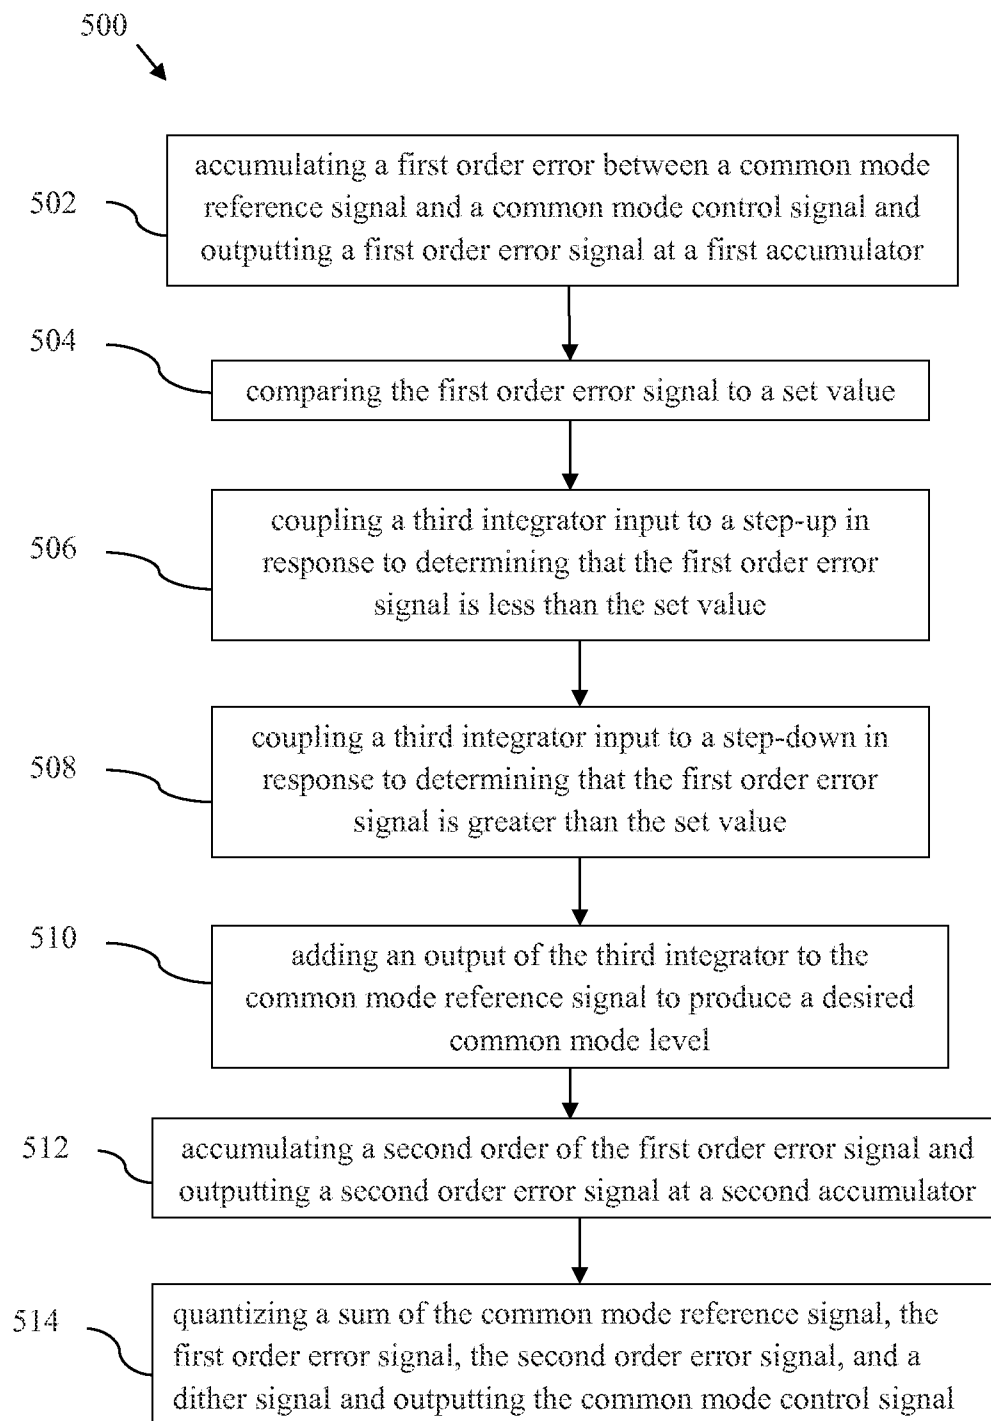 500
502
accumulating a first order error between a common mode
reference signal and a common mode control signal and
outputting a first order error signal at a first accumulator
504
comparing the first order error signal to a set value
506
coupling a third integrator input to a step-up in
response to determining that the first order error
signal is less than the set value
508
coupling a third integrator input to a step-down in
response to determining that the first order error
signal is greater than the set value
510
adding an output of the third integrator to the
common mode reference signal to produce a desired
common mode level
512
accumulating a second order of the first order error signal and
outputting a second order error signal at a second accumulator
514
quantizing a sum of the common mode reference signal, the
first order error signal, the second order error signal, and a
dither signal and outputting the common mode control signal